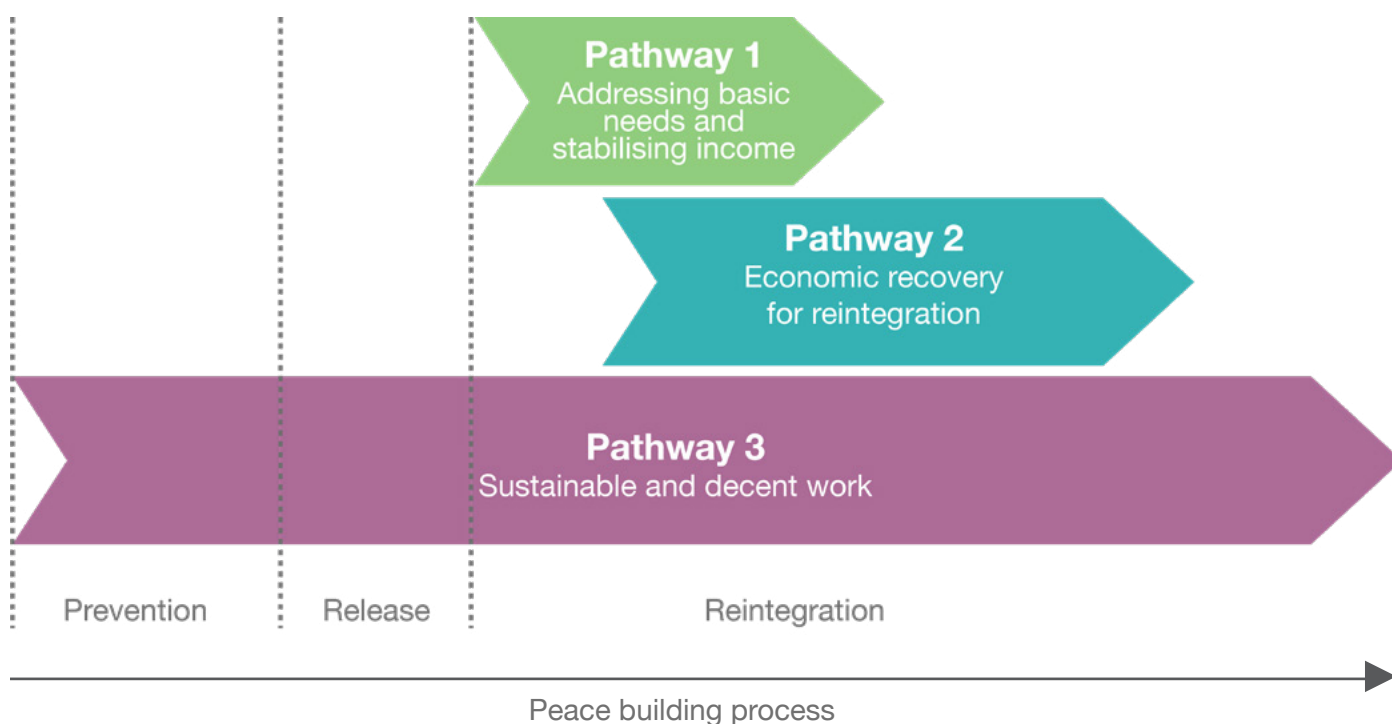 Pathway 1
Addressing basic
needs and
stabilising income
Pathway 2
Economic recovery
for reintegration
Pathway 3
Sustainable and decent work
Prevention
Release
Reintegration
Peace building process